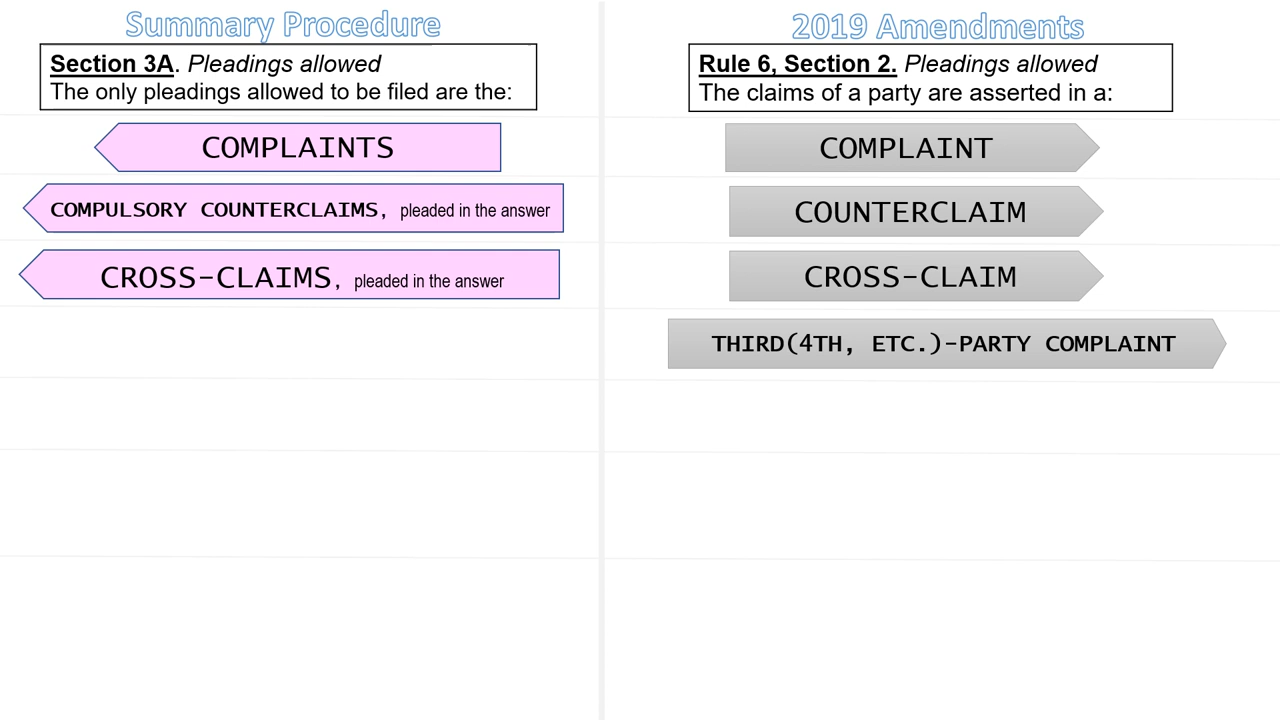 Summary Procedure
Section 3A. Pleadings allowed
The only pleadings allowed to be filed are the:
COMPLAINTS
COMPULSORY COUNTERCLAIMS, pleaded in the answer
CROSS-CLAIMS, pleaded in the answer
2019 Amendments
Rule 6, Section 2. Pleadings allowed
The claims of a party are asserted in a:
COMPLAINT
COUNTERCLAIM
CROSS-CLAIM
THIRD(4TH, ETC.)-PARTY COMPLAINT